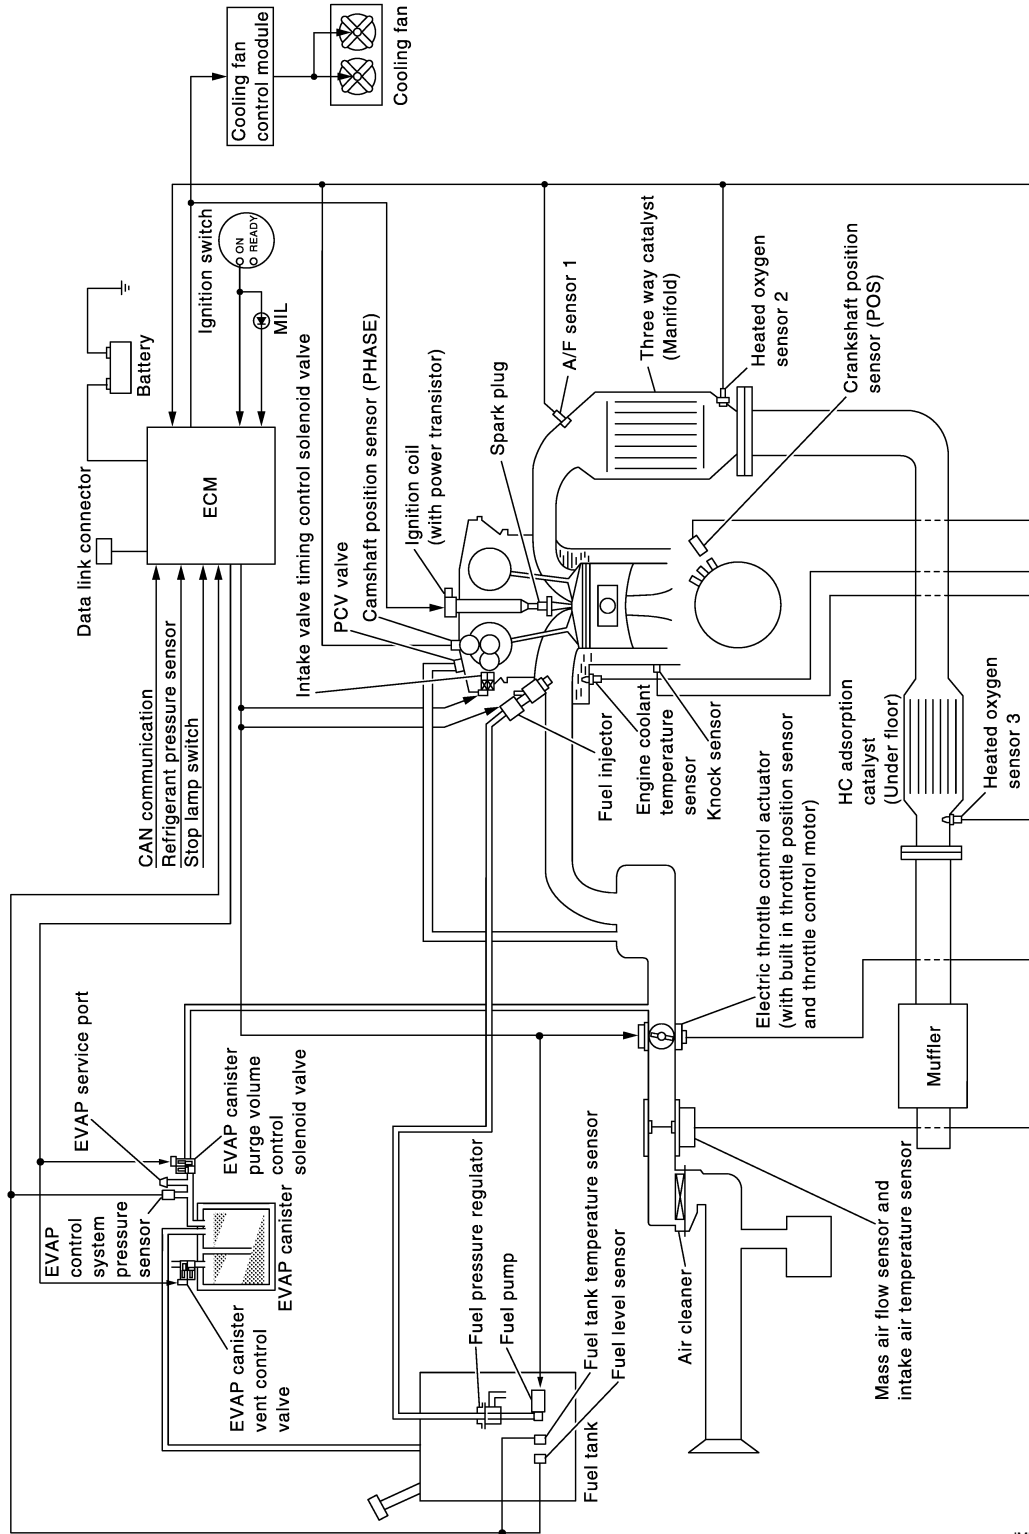 EVAP service port
EVAP
control
system
pressure
sensor
EVAP canister
purge volume
control
solenoid valve
EVAP canister
EVAP canister
vent control
valve
Fuel pressure regulator
Fuel pump
Fuel tank temperature sensor
Fuel level sensor
Fuel tank
Air cleaner
Mass air flow sensor and
intake air temperature sensor
Electric throttle control actuator
(with built in throttle position sensor
and throttle control motor)
Muffler
CAN communication
Refrigerant pressure sensor
Stop lamp switch
Data link connector
ECM
Battery
Ignition switch
ON
READY
MIL
Cooling fan
control module
Cooling fan
Intake valve timing control solenoid valve
PCV valve
Camshaft position sensor (PHASE)
Ignition coil
(with power transistor)
Spark plug
A/F sensor 1
Three way catalyst
(Manifold)
Heated oxygen
sensor 2
Crankshaft position
sensor (POS)
Fuel injector
Engine coolant
temperature
sensor
Knock sensor
HC adsorption
catalyst
(Under floor)
Heated oxygen
sensor 3